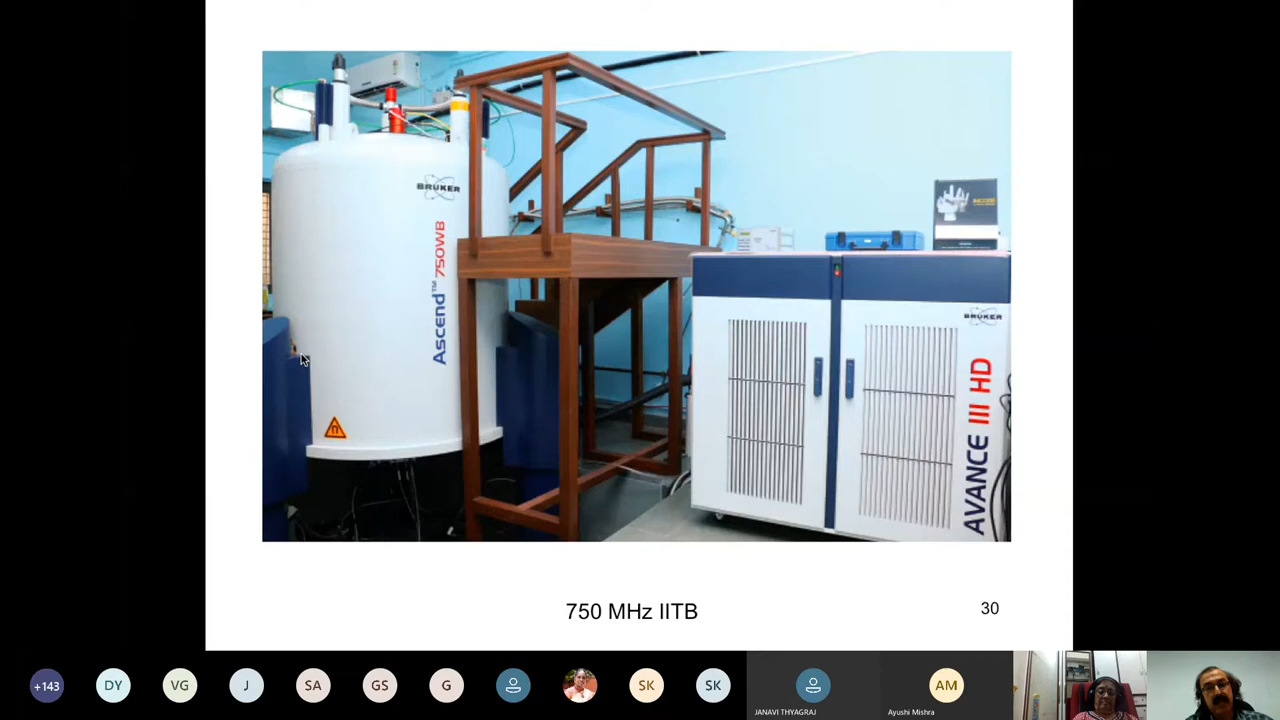 BRUKER
Ascend™ 750WB
BRUKER
AVANCE III HD
750 MHz IITB
30
+143
DY
VG
J
SA
GS
G
SK
SK
JANAVI THYAGRAJ
AM
Ayushi Mishra